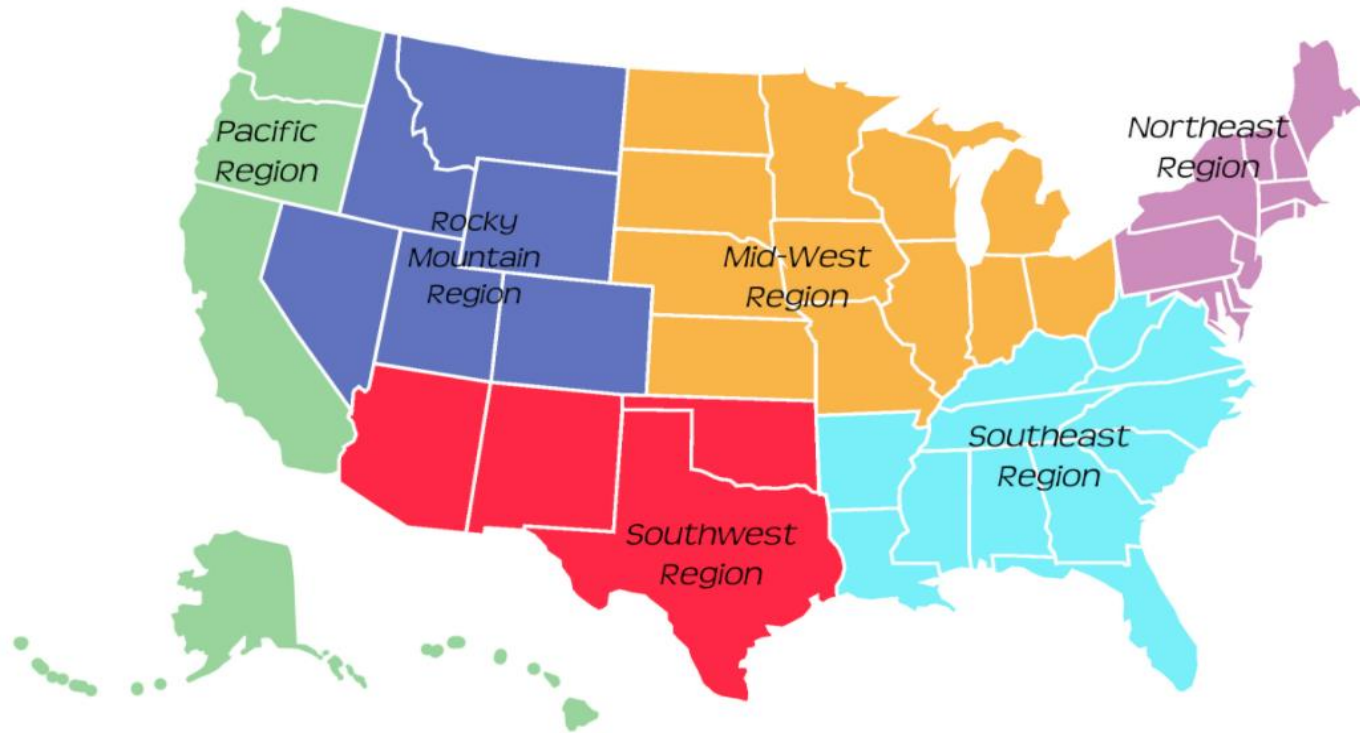 Pacific
Region
Rocky
Mountain
Region
Mid-West
Region
Northeast
Region
Southeast
Region
Southwest
Region